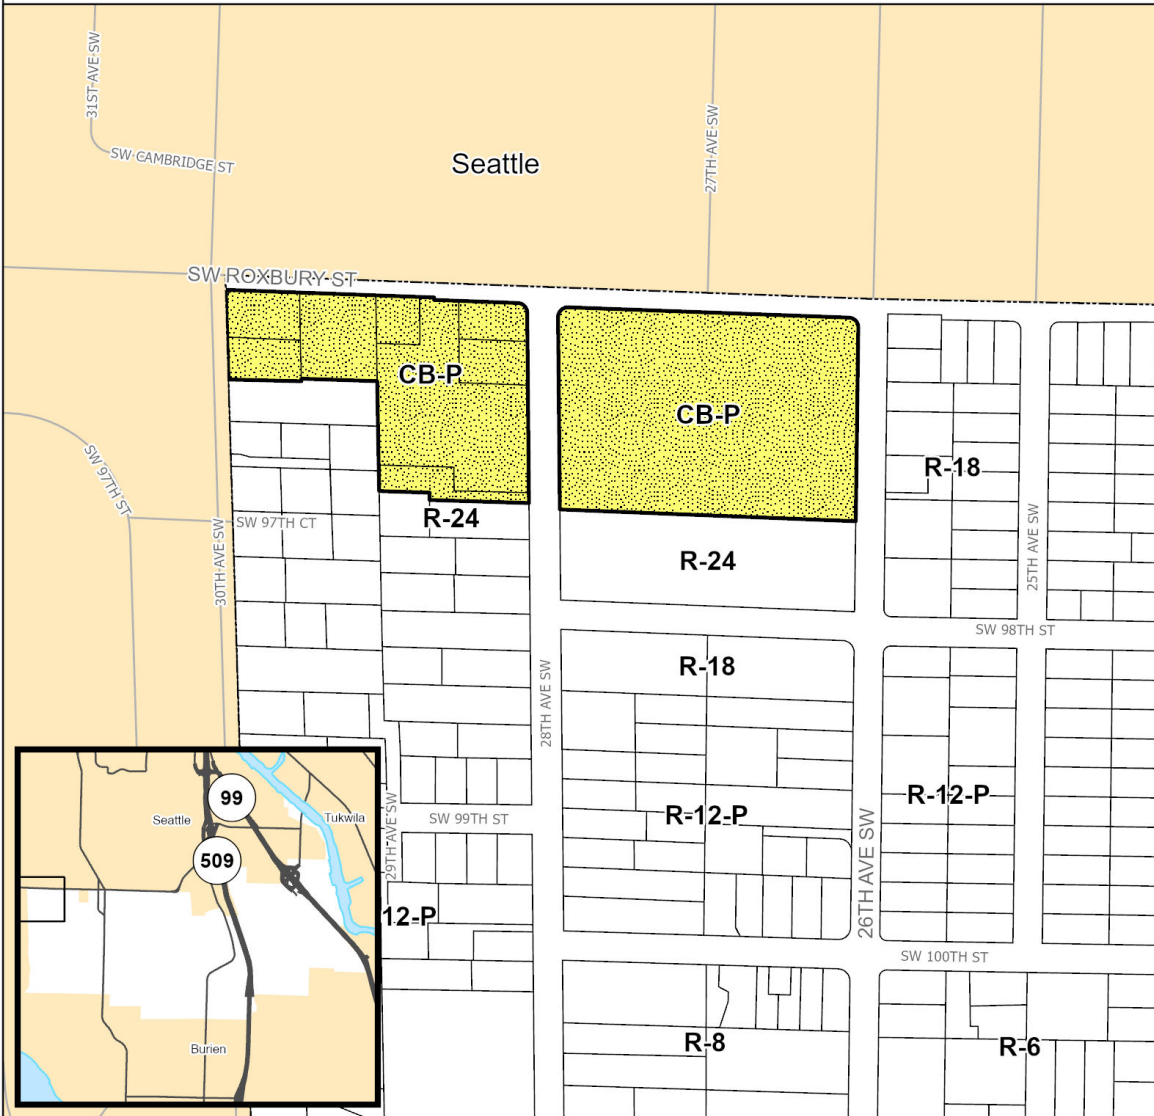 31ST AVE SW
SW CAMBRIDGE ST
Seattle
27TH AVE SW
SW ROXBURY ST
CB-P
CB-P
R-18
SW 97TH ST
SW 97TH CT
R-24
30TH AVE SW
R-24
25TH AVE SW
SW 98TH ST
R-18
28TH AVE SW
99
Seattle
Tukwila
509
29TH AVE SW
SW 99TH ST
R-12-P
R-12-P
26TH AVE SW
12-P
SW 100TH ST
Burien
R-8
R-6